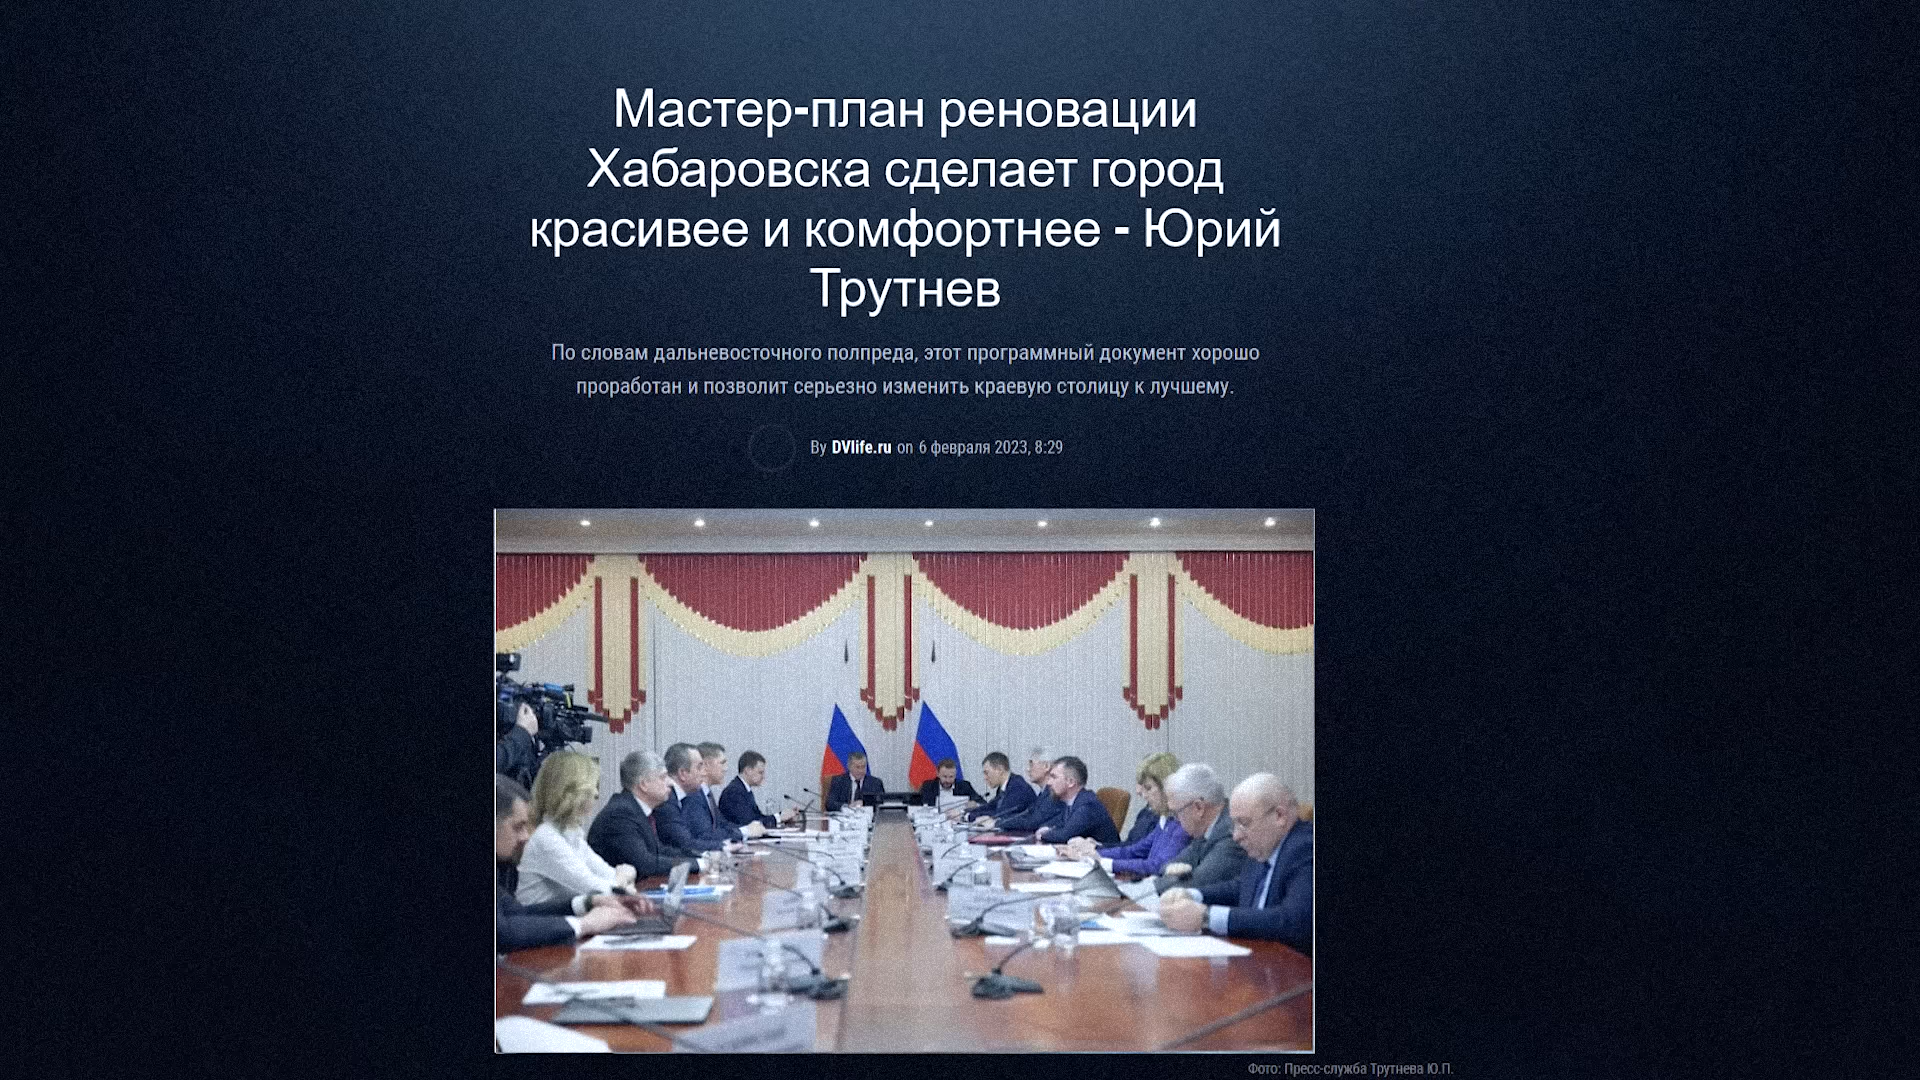 Мастер-план реновации
Хабаровска сделает город
красивее и комфортнее - Юрий
Трутнев
По словам дальневосточного полпреда, этот программный документ хорошо
проработан и позволит серьезно изменить краевую столицу к лучшему.
By DVlife.ru on 6 февраля 2023, 8:29
Фото: Пресс-служба Трутнева Ю.П.